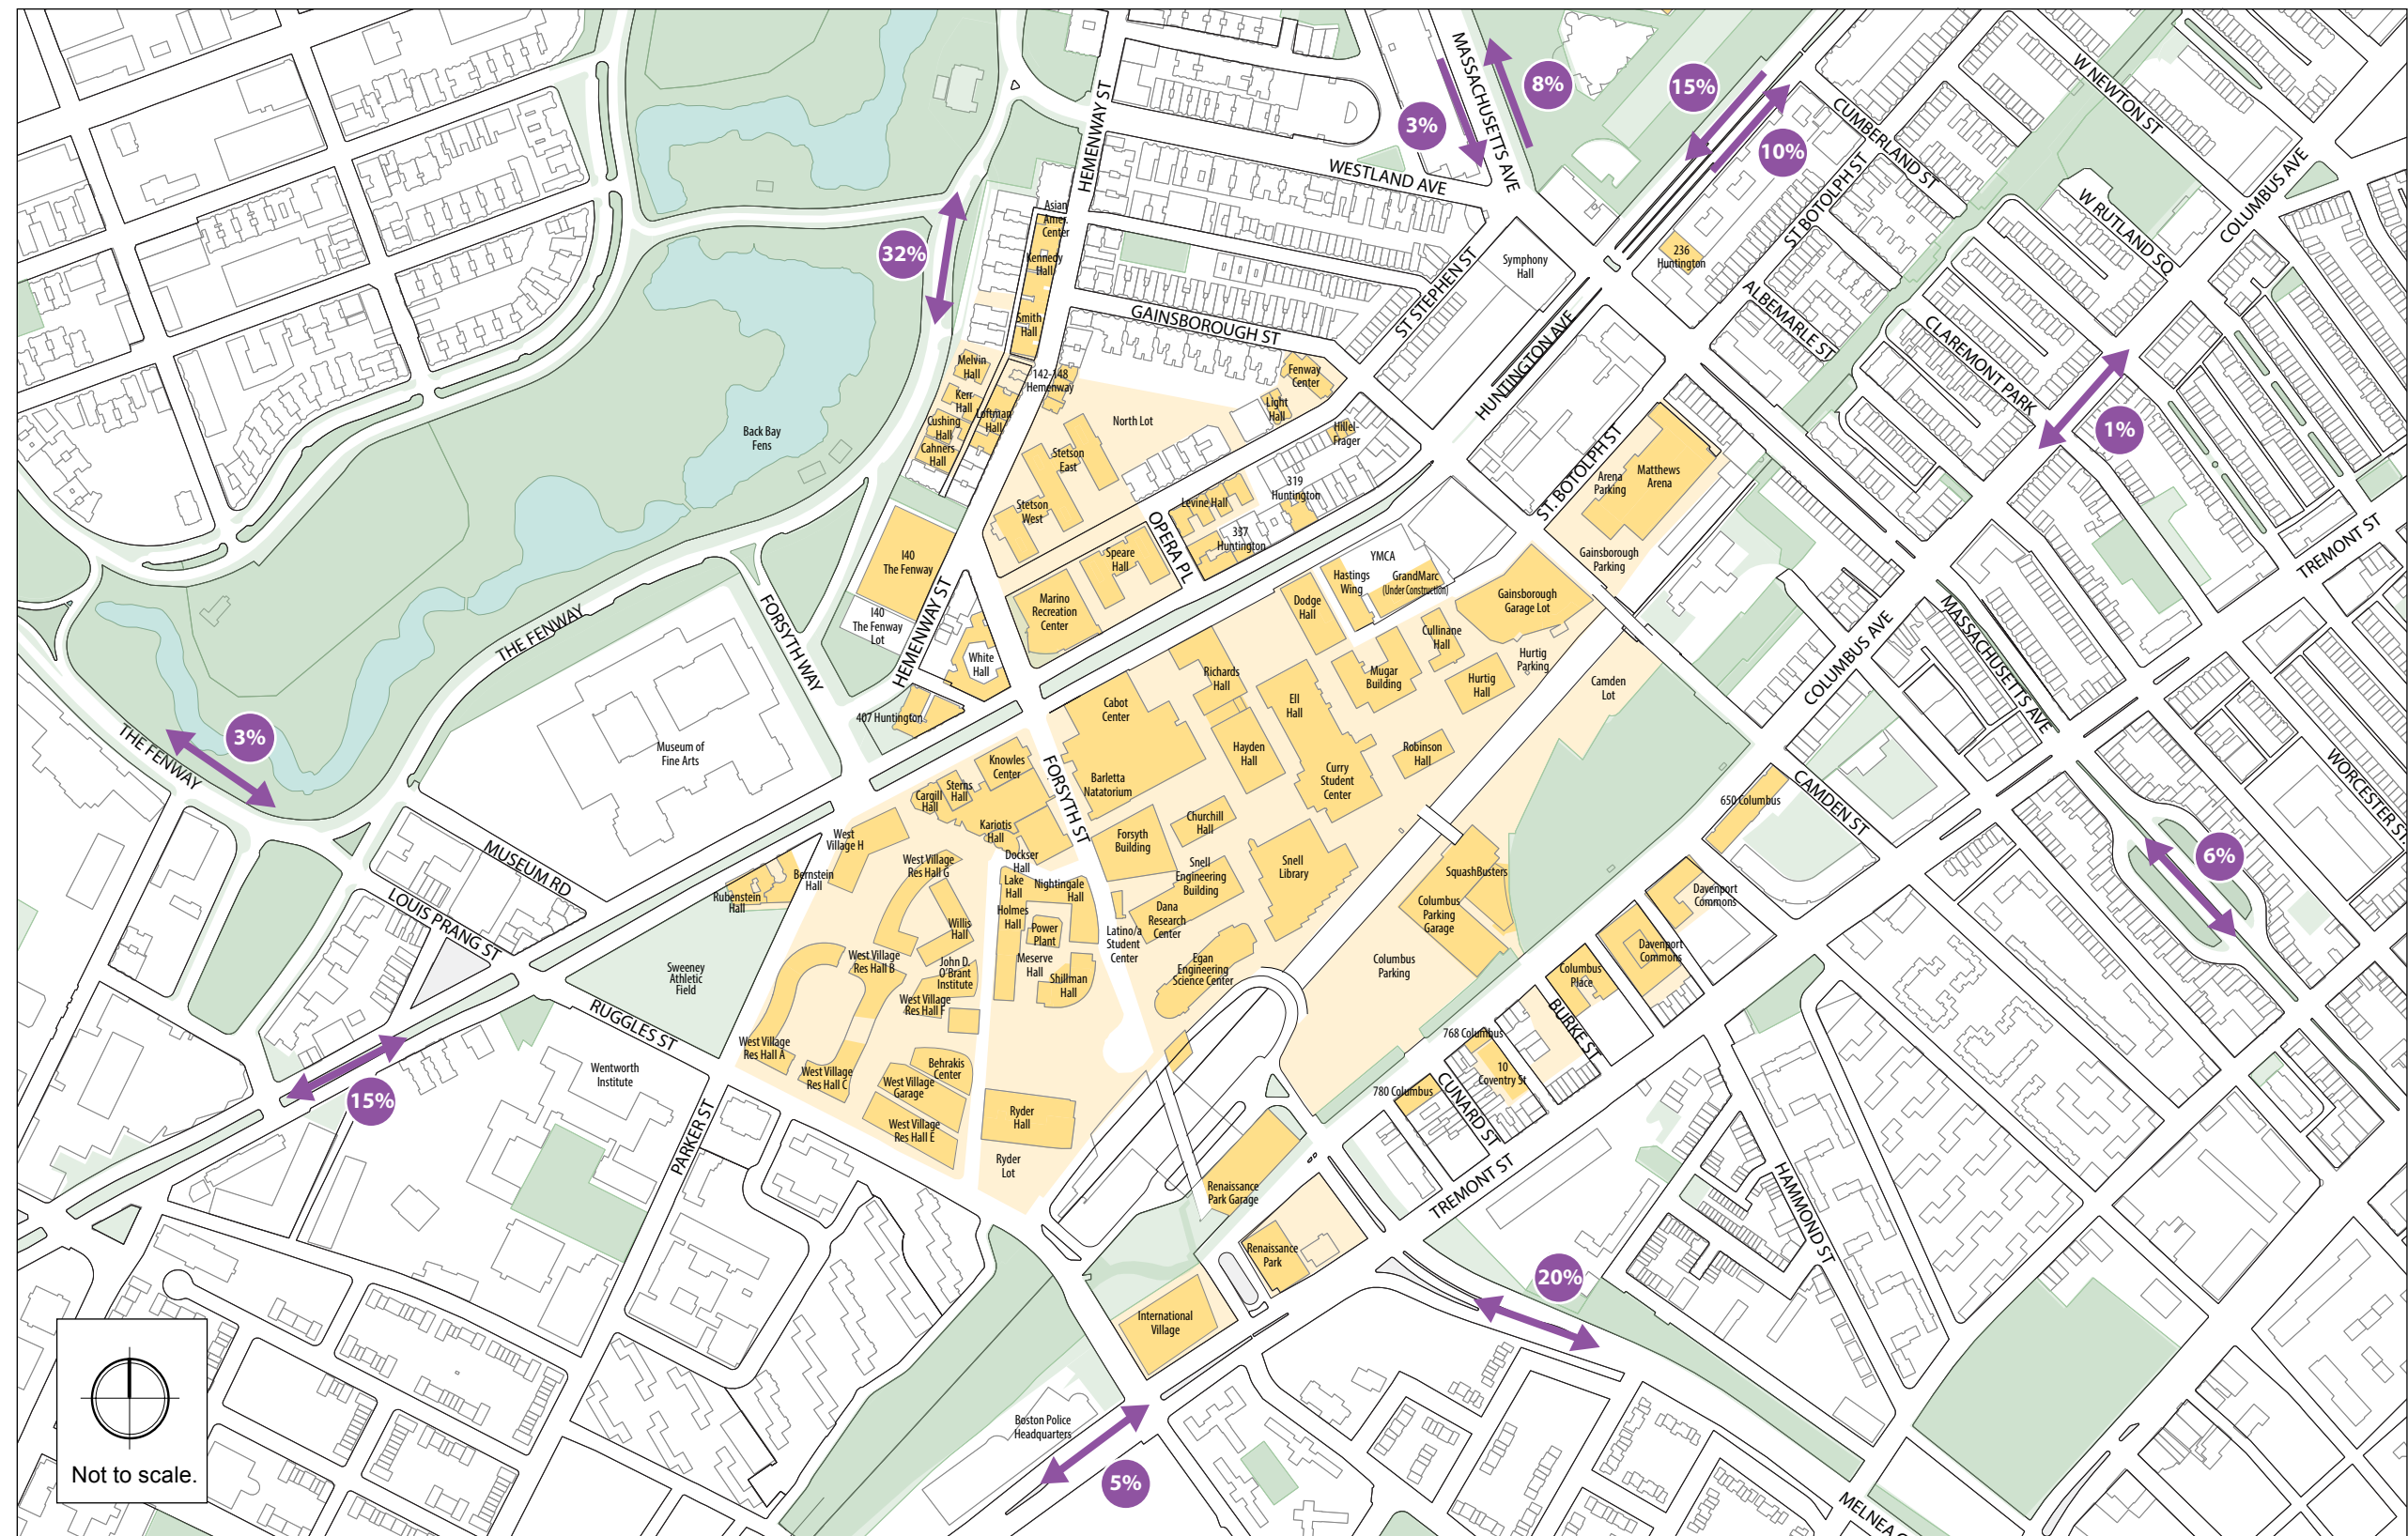 MASSACHUSETTS AVE
8%
15%
3%
10%
HEMENWAY ST
WESTLAND AVE
CUMBERLAND ST
ST BOTOLPH ST
W NEWTON ST
COLUMBUS AVE
W RUTLAND SQ
32%
Asian
Amer.
Center
Kennedy
Hall
Smith
Hall
GAINSBOROUGH ST
ST STEPHEN ST
Symphony
Hall
236
Huntington
ALBEMARLE ST
CLAREMONT PARK
HUNTINGTON AVE
1%
Melvin
Hall
142-148
Hemenway
Kerr
Hall
Loftman
Hall
Cushing
Hall
Cahners
Hall
Fenway
Center
Light
Hall
North Lot
Hillel-
Frager
Back Bay
Fens
Stetson
East
Stetson
West
Levine Hall
319
Huntington
337
Huntington
OPERA PL
ST. BOTOLPH ST
Arena
Parking
Matthews
Arena
Gainsborough
Parking
TREMONT ST
I40
The Fenway
I40
The Fenway
Lot
Speare
Hall
Marino
Recreation
Center
YMCA
Hastings
Wing
GrandMarc
(Under Construction)
Dodge
Hall
Gainsborough
Garage Lot
THE FENWAY
FORSYTH WAY
HEMENWAY ST
White
Hall
Cullinane
Hall
Mugar
Building
Hurtig
Hall
Hurtig
Parking
Camden
Lot
COLUMBUS AVE
MASSACHUSETTS AVE
407 Huntington
Cabot
Center
Richards
Hall
Ell
Hall
Robinson
Hall
THE FENWAY
3%
Museum of
Fine Arts
Knowles
Center
Sterns
Hall
Cargill
Hall
Kariotis
Hall
Dockser
Hall
FORSYTH ST
Barletta
Natatorium
Hayden
Hall
Curry
Student
Center
650 Columbus
CAMDEN ST
WORCESTER ST
West
Village H
Forsyth
Building
Churchill
Hall
Snell
Engineering
Building
Snell
Library
SquashBusters
6%
MUSEUM RD
LOUIS PRANG ST
Rubenstein
Hall
Bernstein
Hall
West Village
Res Hall G
Lake
Hall
Nightingale
Hall
Holmes
Hall
Power
Plant
Meserve
Hall
Shillman
Hall
Willis
Hall
Latino/a
Student
Center
Dana
Research
Center
Egan
Engineering
Science Center
Columbus
Parking
Garage
Columbus
Parking
Davenport
Commons
Davenport
Commons
Columbus
Place
Sweeney
Athletic
Field
RUGGLES ST
West Village
Res Hall B
John D.
O'Brant
Institute
West Village
Res Hall F
West Village
Res Hall A
West Village
Res Hall C
Behrakis
Center
West Village
Garage
West Village
Res Hall E
Ryder
Hall
Ryder
Lot
Wentworth
Institute
15%
PARKER ST
768 Columbus
10
Coventry St
780 Columbus
BURKE ST
CUNARD ST
TREMONT ST
HAMMOND ST
Renaissance
Park Garage
Renaissance
Park
International
Village
20%
Boston Police
Headquarters
5%
Not to scale.